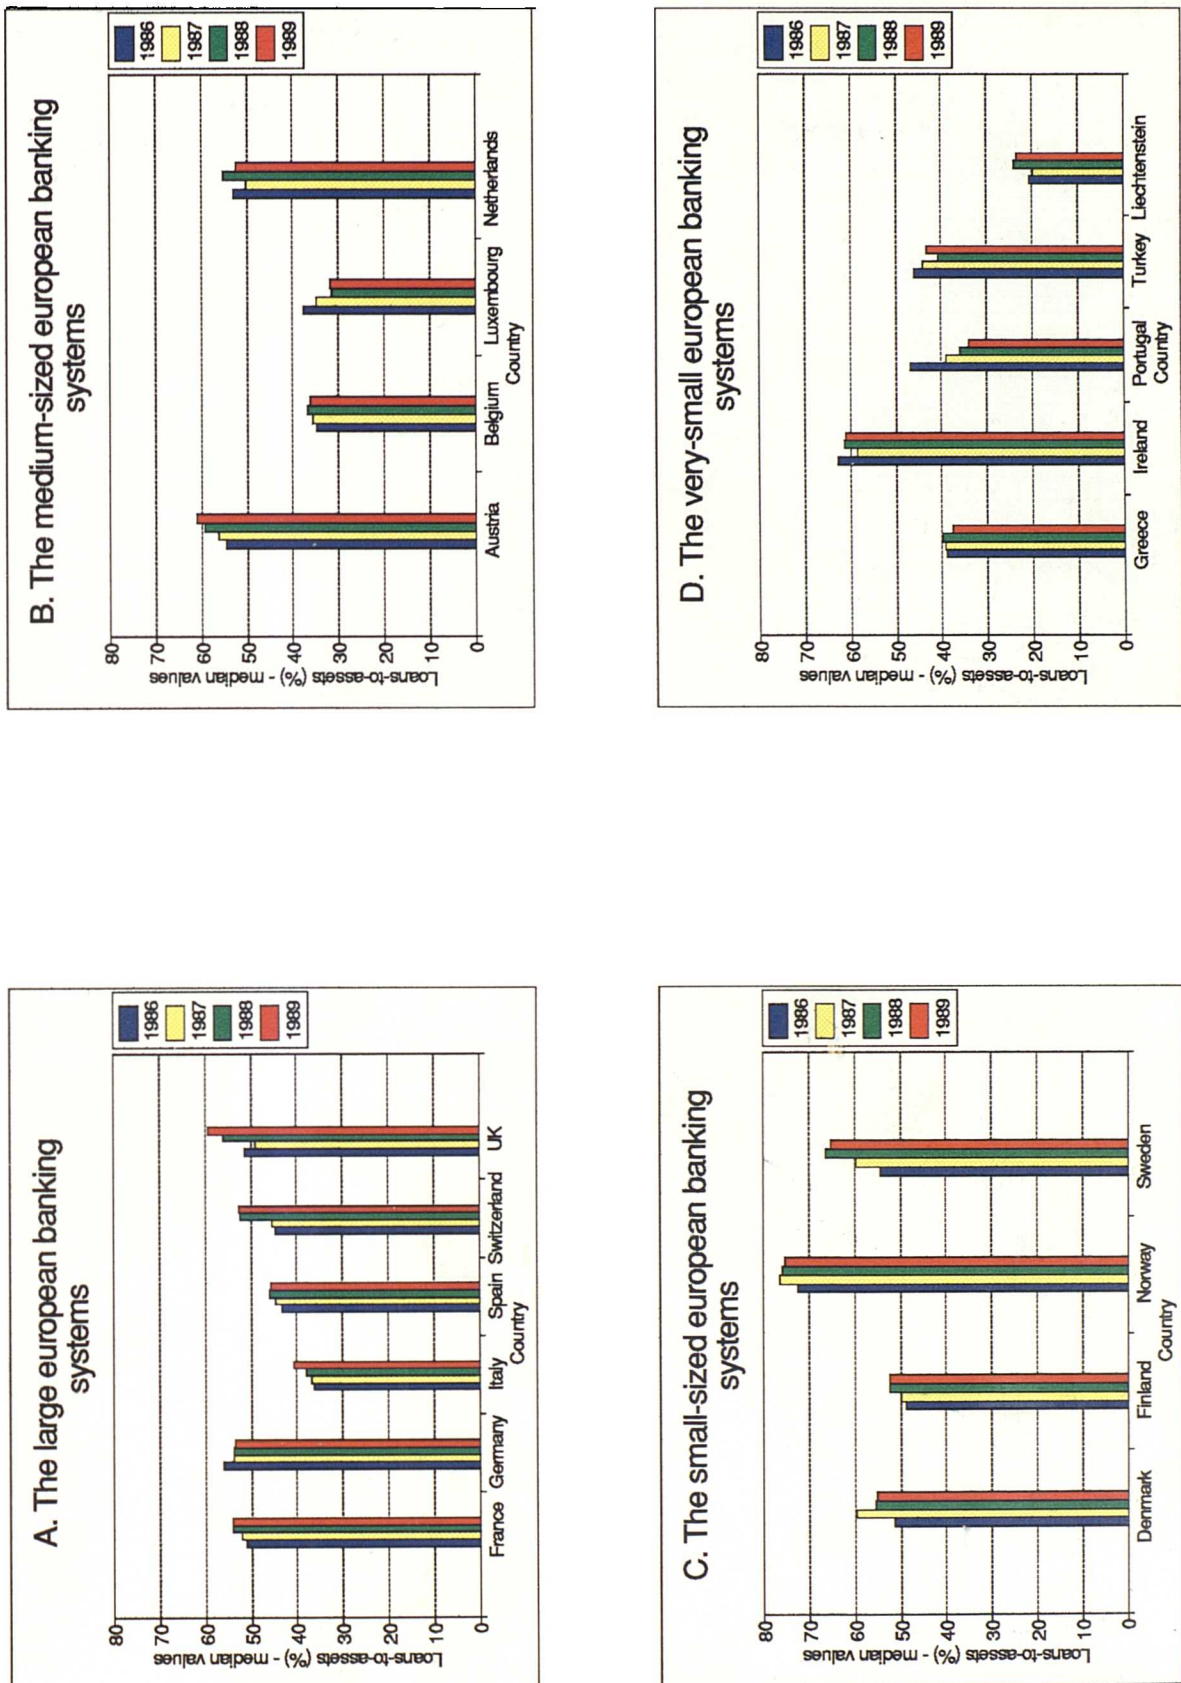 A. The large european banking
systems
Loans-to-assets (%) - median values
80
70
60
50
40
30
20
10
0
France Germany Italy Spain Switzerland UK
Country
1986
1987
1988
1989
B. The medium-sized european banking
systems
Loans-to-assets (%) - median values
80
70
60
50
40
30
20
10
0
Austria Belgium Luxembourg Netherlands
Country
1986
1987
1988
1989
C. The small-sized european banking
systems
Loans-to-assets (%) - median values
80
70
60
50
40
30
20
10
0
Denmark Finland Norway Sweden
Country
1986
1987
1988
1989
D. The very-small european banking
systems
Loans-to-assets (%) - median values
80
70
60
50
40
30
20
10
0
Greece Ireland Portugal Turkey Liechtenstein
Country
1986
1987
1988
1989